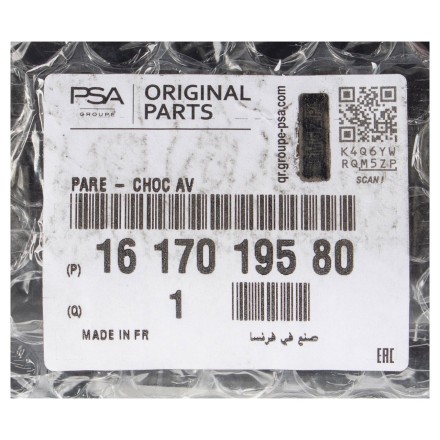 PSA
GROUPE
ORIGINAL
PARTS
qr.groupe-psa.com
K4Q6YW
RQM5ZP
SCAN!
PARE - CHOC AV
(P) 16 170 195 80
(Q) 1
MADE IN FR
صنع في فرنسا
EAC